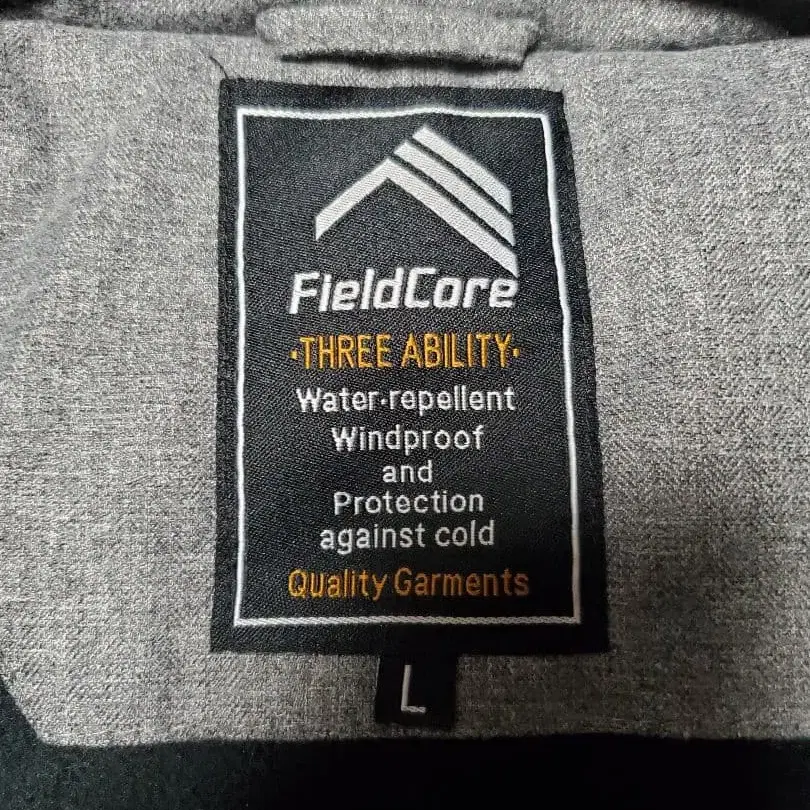 FieldCore
·THREE ABILITY·
Water-repellent
Windproof
and
Protection
against cold
Quality Garments
L